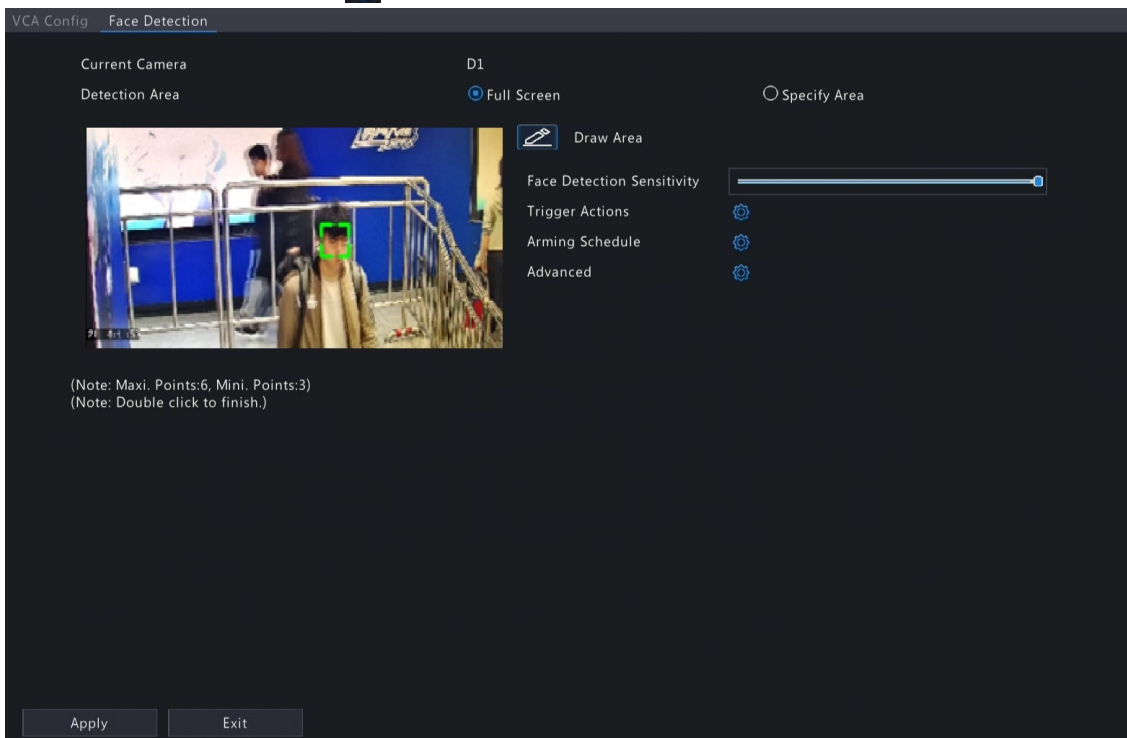 VCA Config Face Detection
Current Camera D1
Detection Area Full Screen Specify Area
Draw Area
Face Detection Sensitivity
Trigger Actions
Arming Schedule
Advanced
(Note: Maxi. Points:6, Mini. Points:3)
(Note: Double click to finish.)
Apply Exit